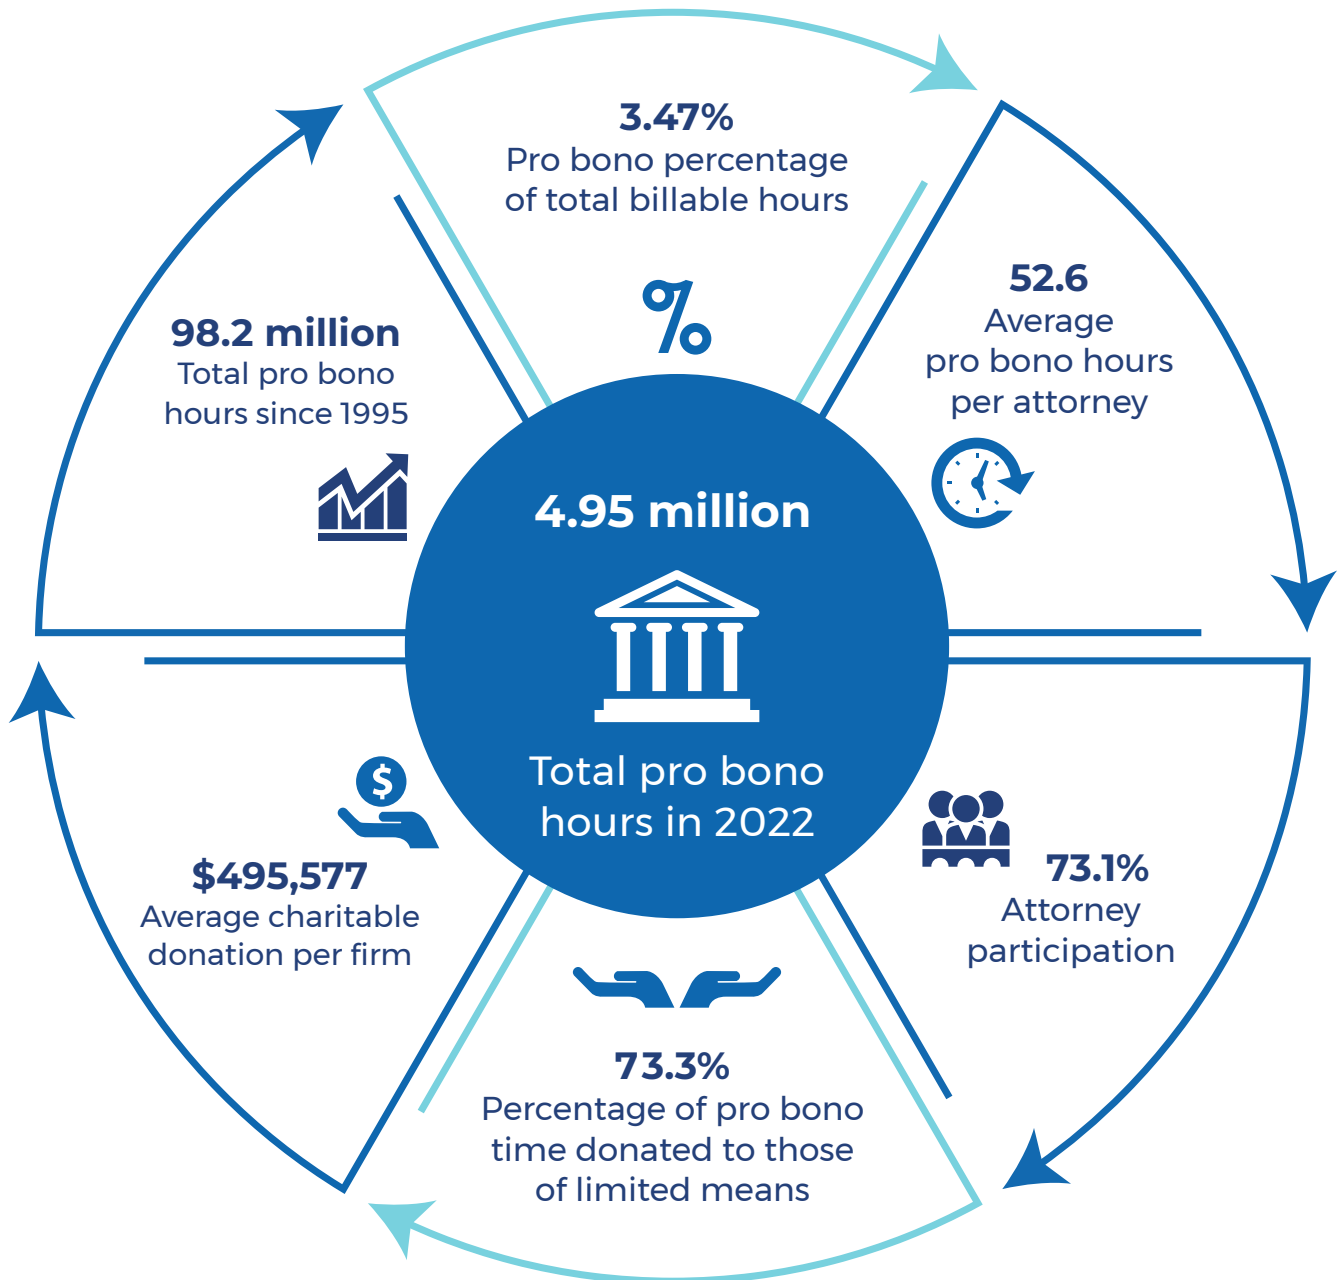 3.47%
Pro bono percentage
of total billable hours
%
52.6
Average
pro bono hours
per attorney
73.1%
Attorney
participation
73.3%
Percentage of pro bono
time donated to those
of limited means
$
$495,577
Average charitable
donation per firm
98.2 million
Total pro bono
hours since 1995
4.95 million
Total pro bono
hours in 2022